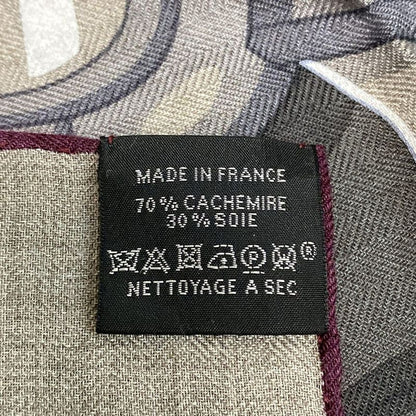 MADE IN FRANCE
70% CACHEMIRE
30% SOIE
P ®
NETTOYAGE A SEC